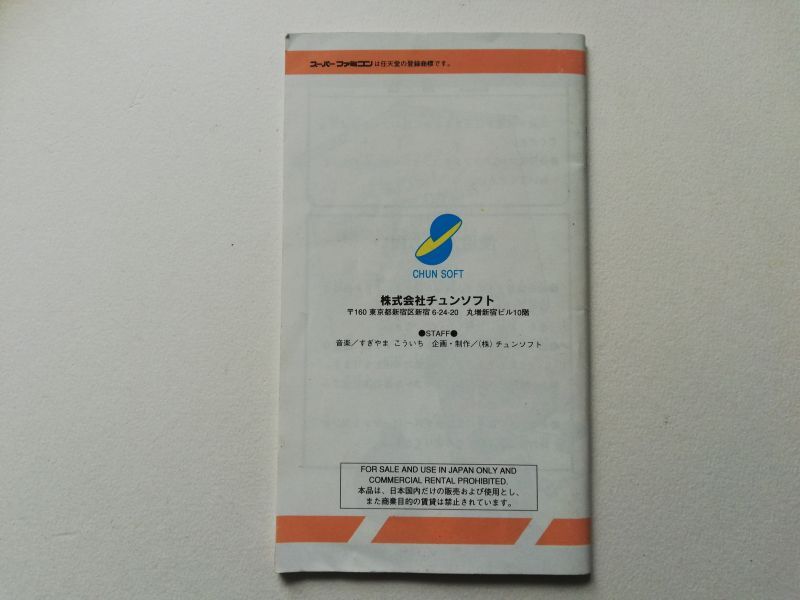 スーパーファミコンは任天堂の登録商標です。
CHUN SOFT
株式会社チュンソフト
〒160 東京都新宿区新宿 6-24-20 丸増新宿ビル10階
●STAFF●
音楽/すぎやま こういち 企画・制作/(株)チュンソフト
FOR SALE AND USE IN JAPAN ONLY AND
COMMERCIAL RENTAL PROHIBITED.
本品は、日本国内だけの販売および使用とし、
また商業目的の賃貸は禁止されています。